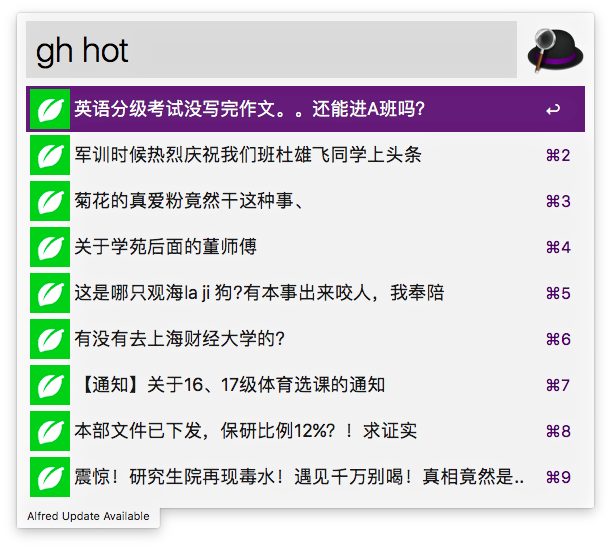 gh hot
英语分级考试没写完作文。。还能进A班吗? ↩
军训时候热烈庆祝我们班杜雄飞同学上头条 ⌘2
菊花的真爱粉竟然干这种事、 ⌘3
关于学苑后面的董师傅 ⌘4
这是哪只观海la ji 狗?有本事出来咬人，我奉陪 ⌘5
有没有去上海财经大学的? ⌘6
【通知】关于16、17级体育选课的通知 ⌘7
本部文件已下发，保研比例12%?！求证实 ⌘8
震惊！研究生院再现毒水！遇见千万别喝！真相竟然是.. ⌘9
Alfred Update Available